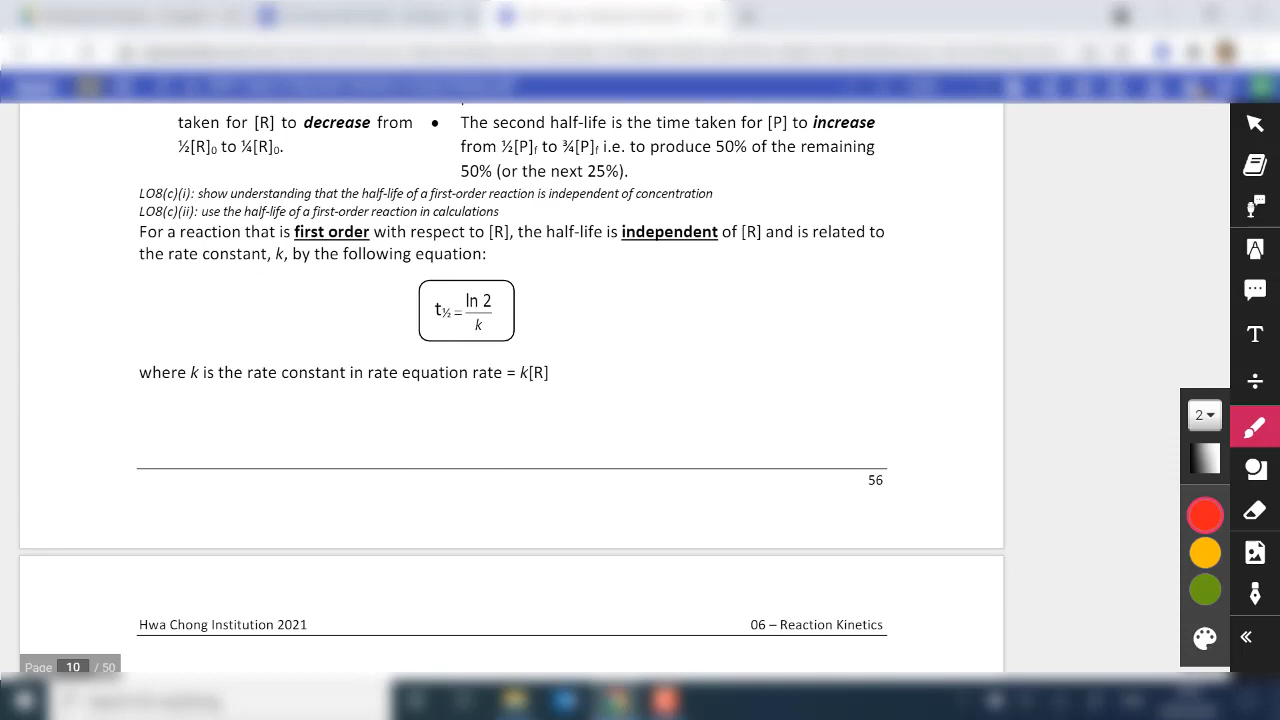 taken for [R] to decrease from
½[R]₀ to ¼[R]₀.
• The second half-life is the time taken for [P] to increase
from ½[P]f to ¾[P]f i.e. to produce 50% of the remaining
50% (or the next 25%).
LO8(c)(i): show understanding that the half-life of a first-order reaction is independent of concentration
LO8(c)(ii): use the half-life of a first-order reaction in calculations
For a reaction that is first order with respect to [R], the half-life is independent of [R] and is related to
the rate constant, k, by the following equation:
t½ = ln 2 / k
where k is the rate constant in rate equation rate = k[R]
56
Hwa Chong Institution 2021
06 – Reaction Kinetics
Page 10 / 50
2
T